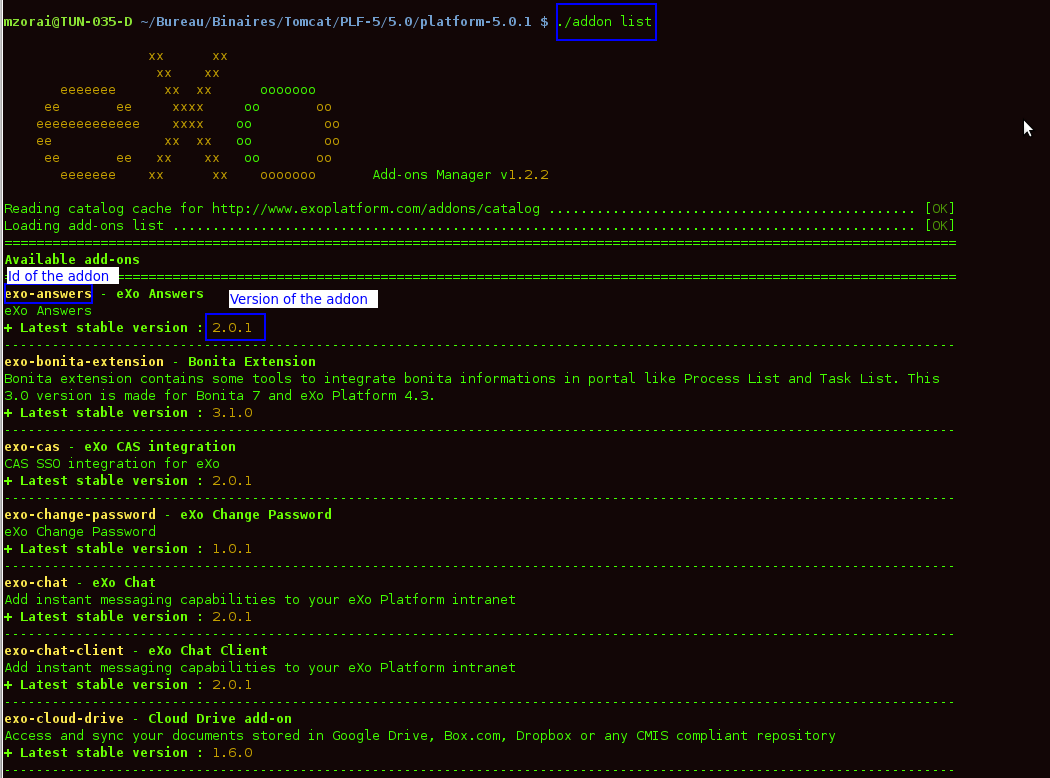 mzorai@TUN-035-D ~/Bureau/Binaires/Tomcat/PLF-5/5.0/platform-5.0.1 $ ./addon list
xx xx
xx xx
eeeeeee xx xx ooooooo
ee ee xxxx oo oo
eeeeeeeeeeeee xxxx oo oo
ee xx xx oo oo
ee ee xx xx oo oo
eeeeeee xx xx ooooooo Add-ons Manager v1.2.2
Reading catalog cache for http://www.exoplatform.com/addons/catalog .............................................. [OK]
Loading add-ons list ............................................................................................. [OK]
=======================================================================================================================
Available add-ons
Id of the addon
=======================================================================================================================
exo-answers - eXo Answers
Version of the addon
eXo Answers
+ Latest stable version : 2.0.1
-----------------------------------------------------------------------------------------------------------------------
exo-bonita-extension - Bonita Extension
Bonita extension contains some tools to integrate bonita informations in portal like Process List and Task List. This
3.0 version is made for Bonita 7 and eXo Platform 4.3.
+ Latest stable version : 3.1.0
-----------------------------------------------------------------------------------------------------------------------
exo-cas - eXo CAS integration
CAS SSO integration for eXo
+ Latest stable version : 2.0.1
-----------------------------------------------------------------------------------------------------------------------
exo-change-password - eXo Change Password
eXo Change Password
+ Latest stable version : 1.0.1
-----------------------------------------------------------------------------------------------------------------------
exo-chat - eXo Chat
Add instant messaging capabilities to your eXo Platform intranet
+ Latest stable version : 2.0.1
-----------------------------------------------------------------------------------------------------------------------
exo-chat-client - eXo Chat Client
Add instant messaging capabilities to your eXo Platform intranet
+ Latest stable version : 2.0.1
-----------------------------------------------------------------------------------------------------------------------
exo-cloud-drive - Cloud Drive add-on
Access and sync your documents stored in Google Drive, Box.com, Dropbox or any CMIS compliant repository
+ Latest stable version : 1.6.0
-----------------------------------------------------------------------------------------------------------------------